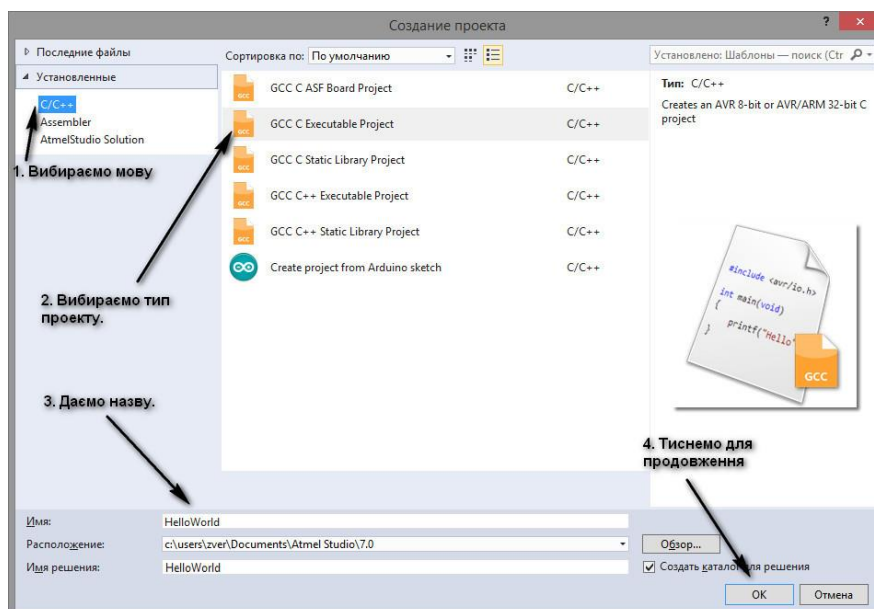 Создание проекта
? ×
Последние файлы
Установленные
C/C++
Assembler
AtmelStudio Solution
1. Вибираємо мову
2. Вибираємо тип
проекту.
3. Даємо назву.
Сортировка по: По умолчанию
GCC C ASF Board Project C/C++
GCC C Executable Project C/C++
GCC C Static Library Project C/C++
GCC C++ Executable Project C/C++
GCC C++ Static Library Project C/C++
Create project from Arduino sketch C/C++
Установлено: Шаблоны — поиск (Ctr
Тип: C/C++
Creates an AVR 8-bit or AVR/ARM 32-bit C
project
#include <avr/io.h>
int main(void)
{
printf("Hello"
}
GCC
4. Тиснемо для
продовження
Имя: HelloWorld
Расположение: c:\users\zver\Documents\Atmel Studio\7.0
Обзор...
Имя решения: HelloWorld
Создать каталог для решения
OK Отмена